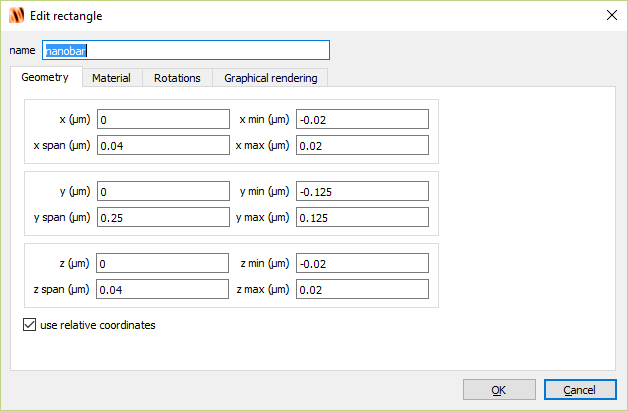 Edit rectangle
name nanobar
Geometry Material Rotations Graphical rendering
x (µm) 0 x min (µm) -0.02
x span (µm) 0.04 x max (µm) 0.02
y (µm) 0 y min (µm) -0.125
y span (µm) 0.25 y max (µm) 0.125
z (µm) 0 z min (µm) -0.02
z span (µm) 0.04 z max (µm) 0.02
use relative coordinates
OK Cancel